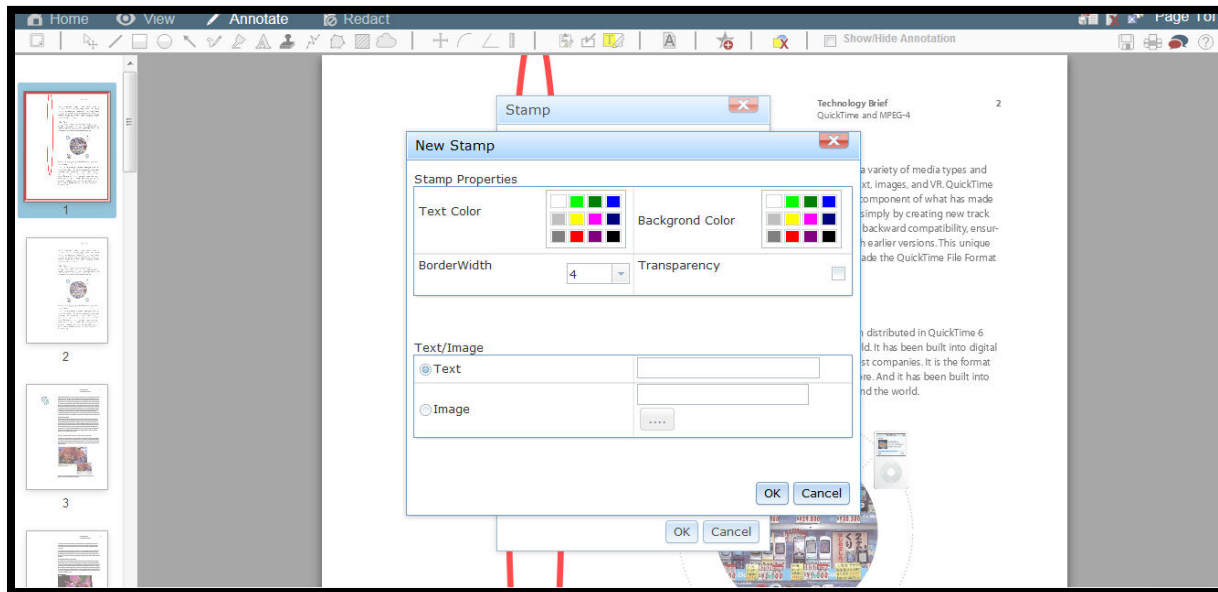 Home View Annotate Redact Page 1 of
Show/Hide Annotation
1
2
3
Stamp
New Stamp
Stamp Properties
Text Color
Backgrond Color
BorderWidth
4
Transparency
Text/Image
Text
Image
....
OK Cancel
OK Cancel
Technology Brief 2
QuickTime and MPEG-4
a variety of media types and
xt, images, and VR. QuickTime
component of what has made
simply by creating new track
backward compatibility, ensur-
h earlier versions. This unique
ade the QuickTime File Format
distributed in QuickTime 6
ld. It has been built into digital
st companies. It is the format
re. And it has been built into
nd the world.